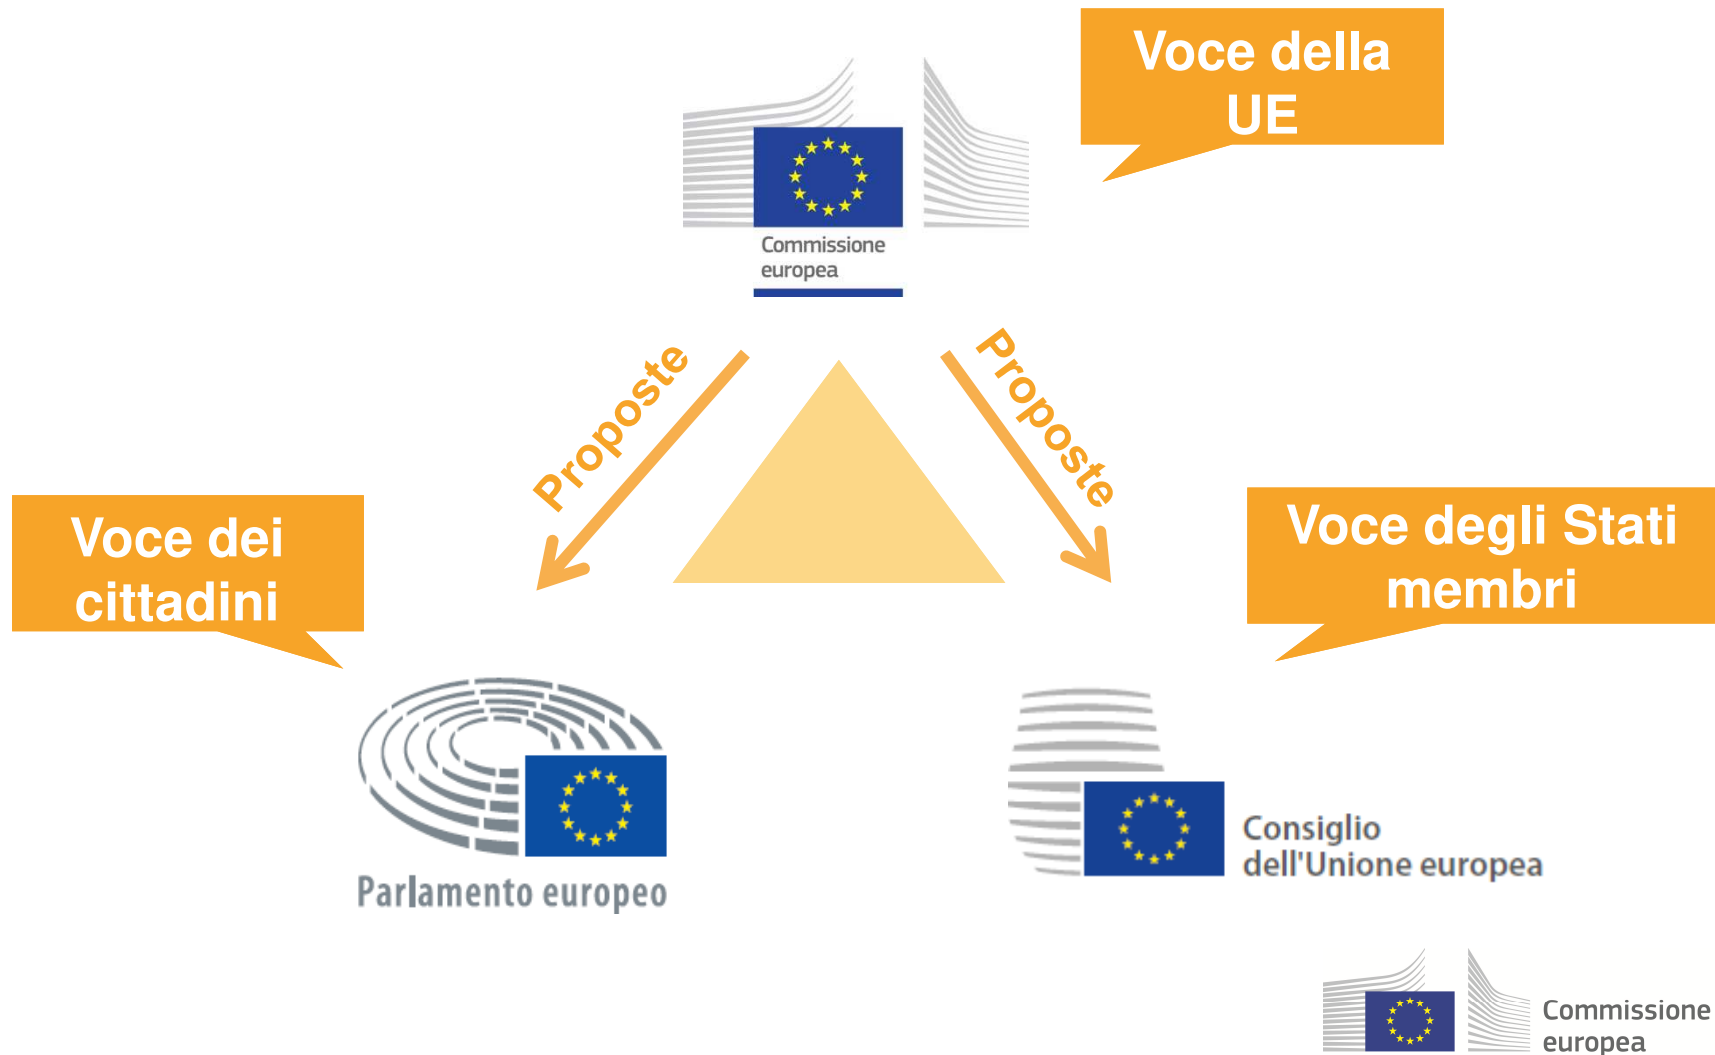 Voce della
UE
Commissione
europea
Proposte
Proposte
Voce dei
cittadini
Voce degli Stati
membri
Parlamento europeo
Consiglio
dell'Unione europea
Commissione
europea